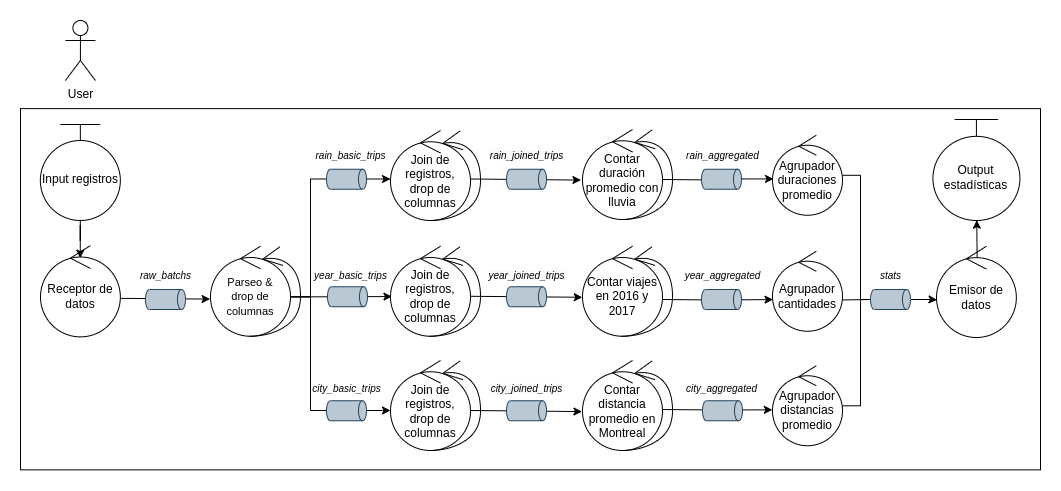 User
Input registros
Receptor de
datos
raw_batchs
Parseo &
drop de
columnas
rain_basic_trips
Join de
registros,
drop de
columnas
rain_joined_trips
Contar
duración
promedio con
lluvia
rain_aggregated
Agrupador
duraciones
promedio
year_basic_trips
Join de
registros,
drop de
columnas
year_joined_trips
Contar viajes
en 2016 y
2017
year_aggregated
Agrupador
cantidades
city_basic_trips
Join de
registros,
drop de
columnas
city_joined_trips
Contar
distancia
promedio en
Montreal
city_aggregated
Agrupador
distancias
promedio
stats
Emisor de
datos
Output
estadísticas